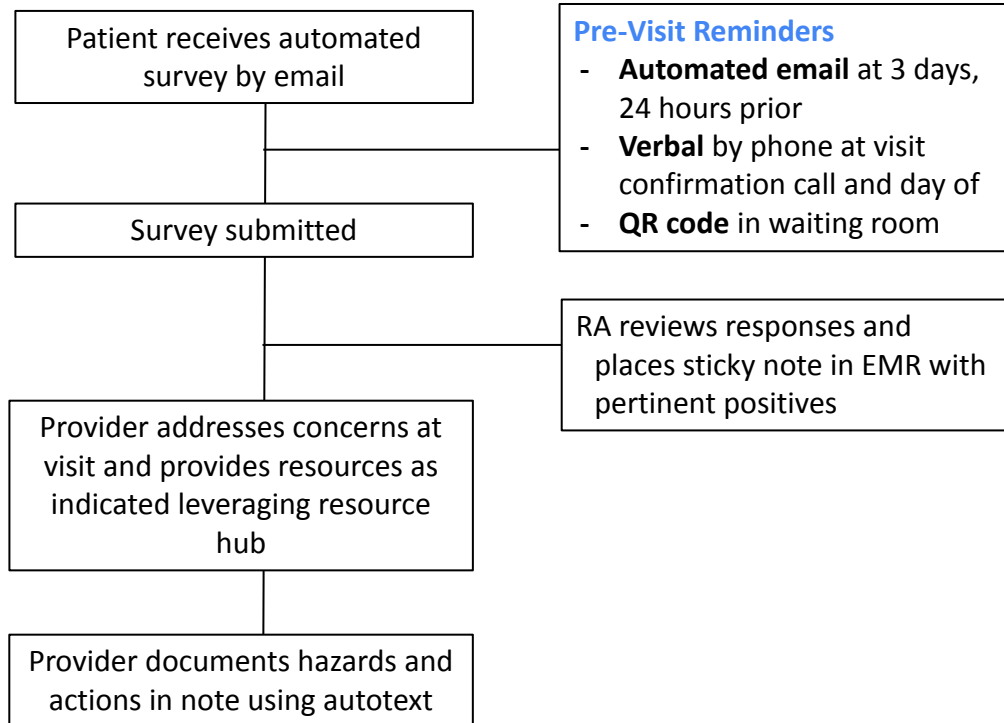 Patient receives automated
survey by email
Pre-Visit Reminders
- Automated email at 3 days,
24 hours prior
- Verbal by phone at visit
confirmation call and day of
- QR code in waiting room
Survey submitted
RA reviews responses and
places sticky note in EMR with
pertinent positives
Provider addresses concerns at
visit and provides resources as
indicated leveraging resource
hub
Provider documents hazards and
actions in note using autotext